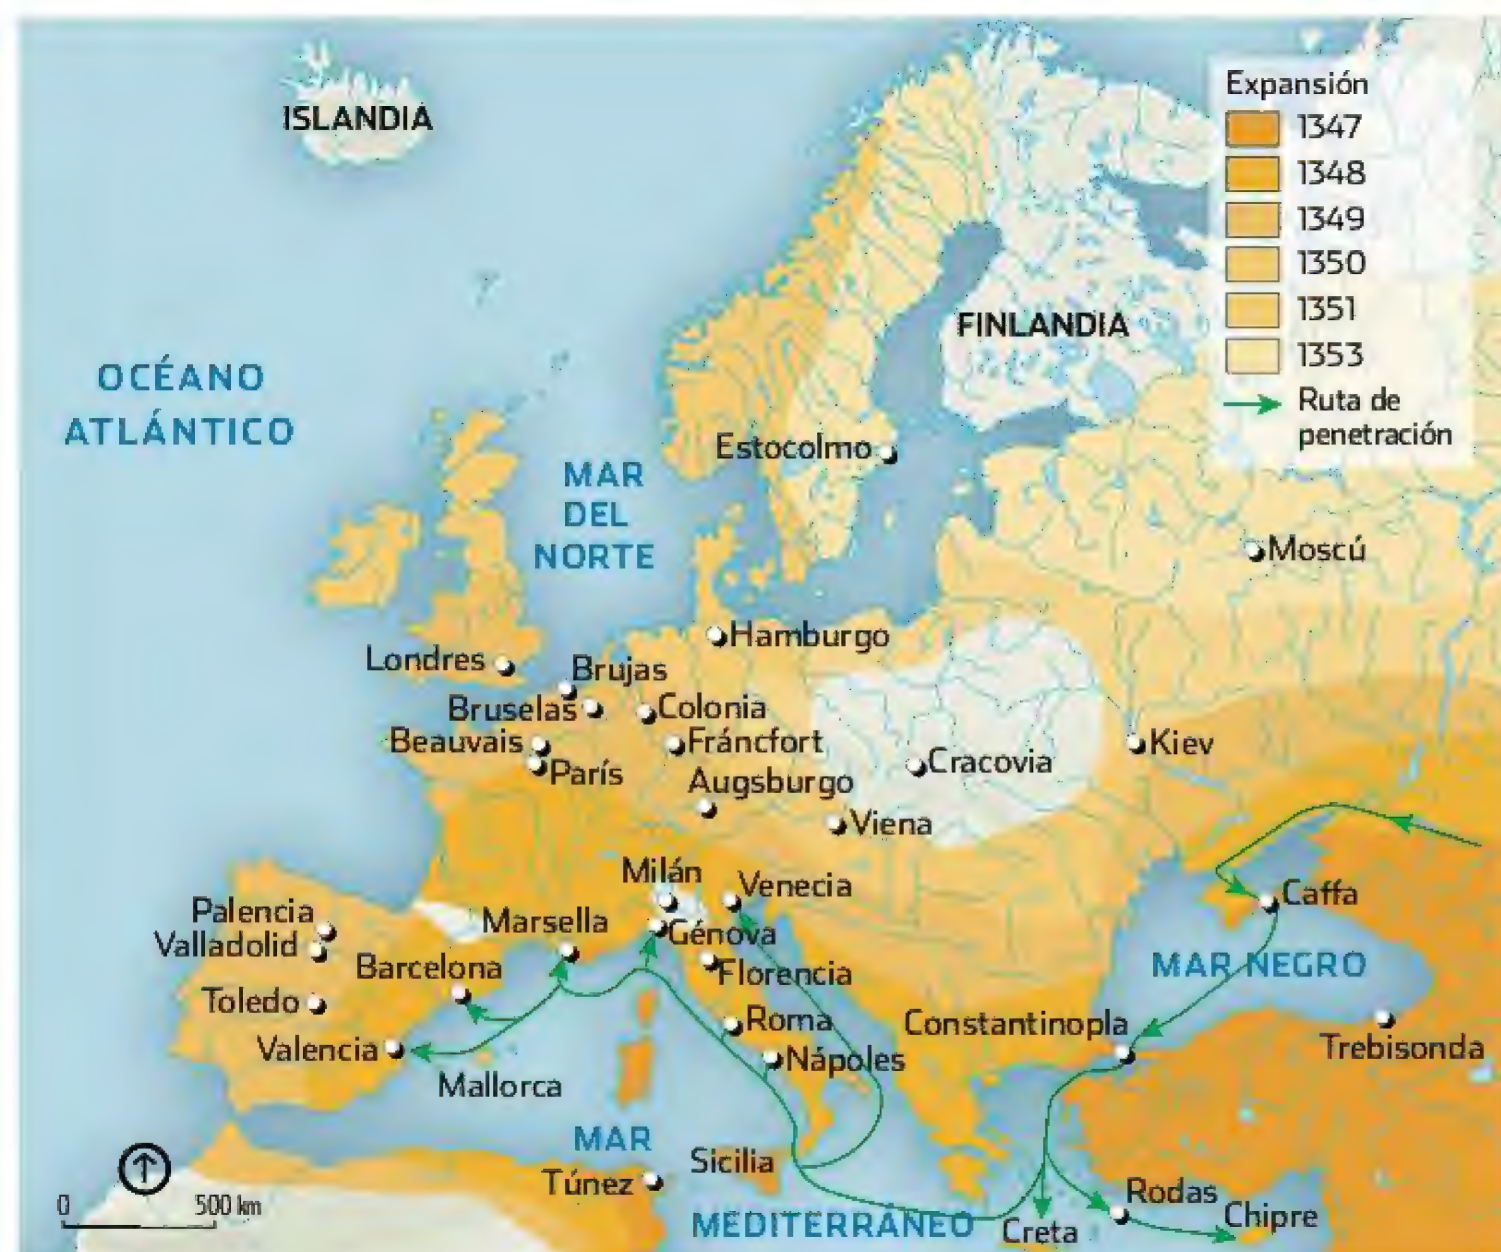 ISLANDIA
Expansión
1347
1348
1349
1350
1351
1353
Ruta de
penetración
FINLANDIA
OCÉANO
ATLÁNTICO
Estocolmo
MAR
DEL
NORTE
Moscú
Hamburgo
Londres
Brujas
Bruselas
Colonia
Beauvais
Fráncfort
París
Kiev
Cracovia
Augsburgo
Viena
Milán
Venecia
Caffa
Palencia
Marsella
Génova
Valladolid
Barcelona
Florencia
MAR NEGRO
Toledo
Roma
Constantinopla
Trebisonda
Valencia
Nápoles
Mallorca
MAR
Sicilia
Túnez
0 500 km
Rodas
MEDITERRÁNEO
Creta
Chipre